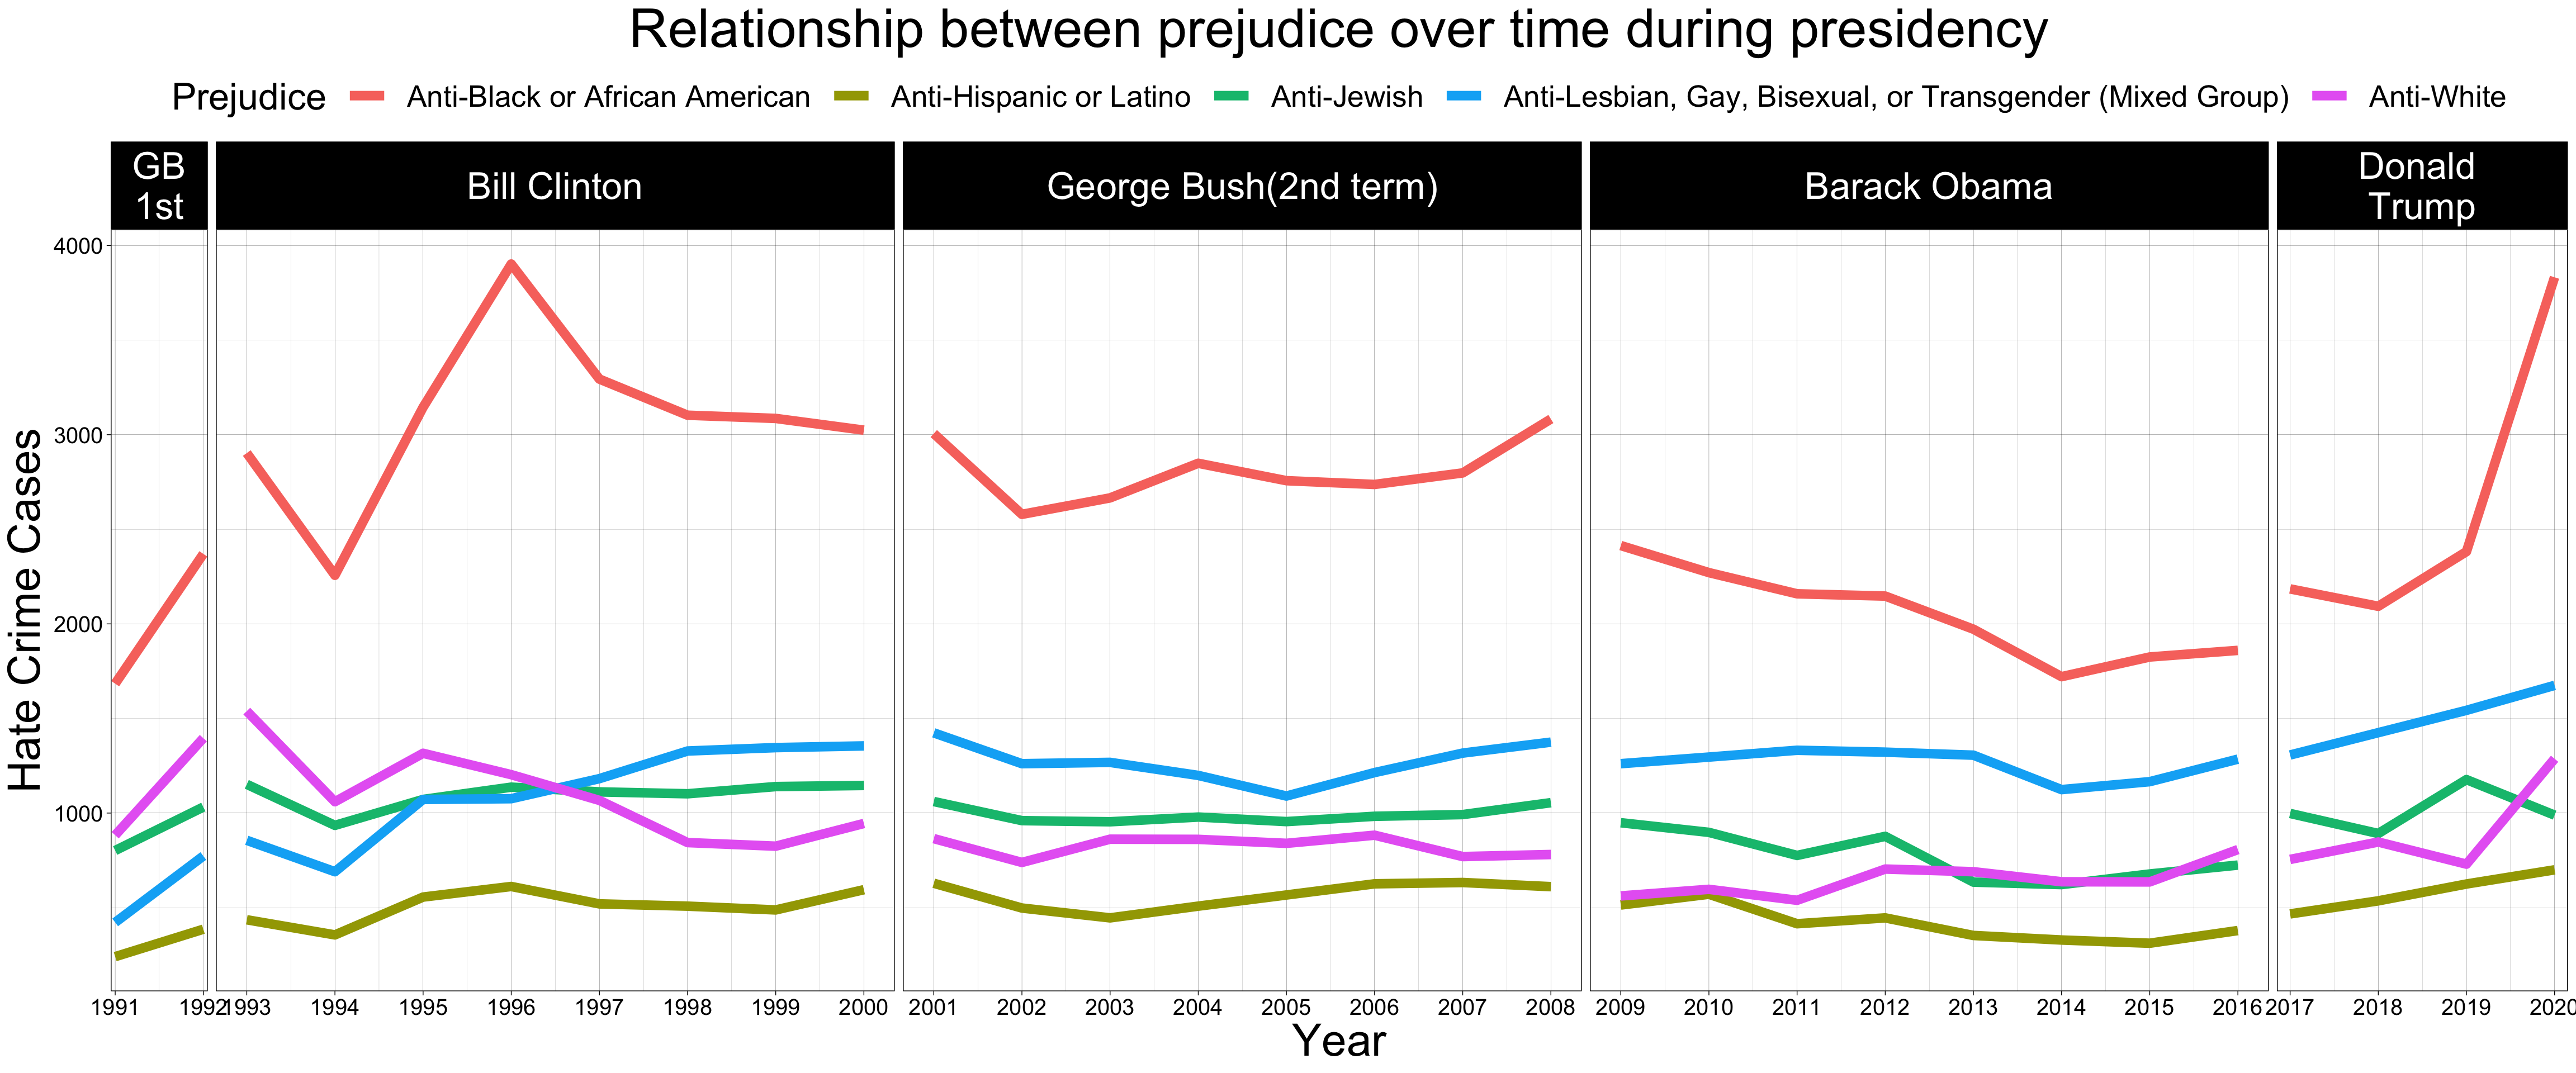 Relationship between prejudice over time during presidency
Prejudice Anti-Black or African American Anti-Hispanic or Latino Anti-Jewish Anti-Lesbian, Gay, Bisexual, or Transgender (Mixed Group) Anti-White
GB
1st
Bill Clinton
George Bush(2nd term)
Barack Obama
Donald
Trump
Hate Crime Cases
4000
3000
2000
1000
1991 1992 1993 1994 1995 1996 1997 1998 1999 2000 2001 2002 2003 2004 2005 2006 2007 2008 2009 2010 2011 2012 2013 2014 2015 2016 2017 2018 2019 2020
Year